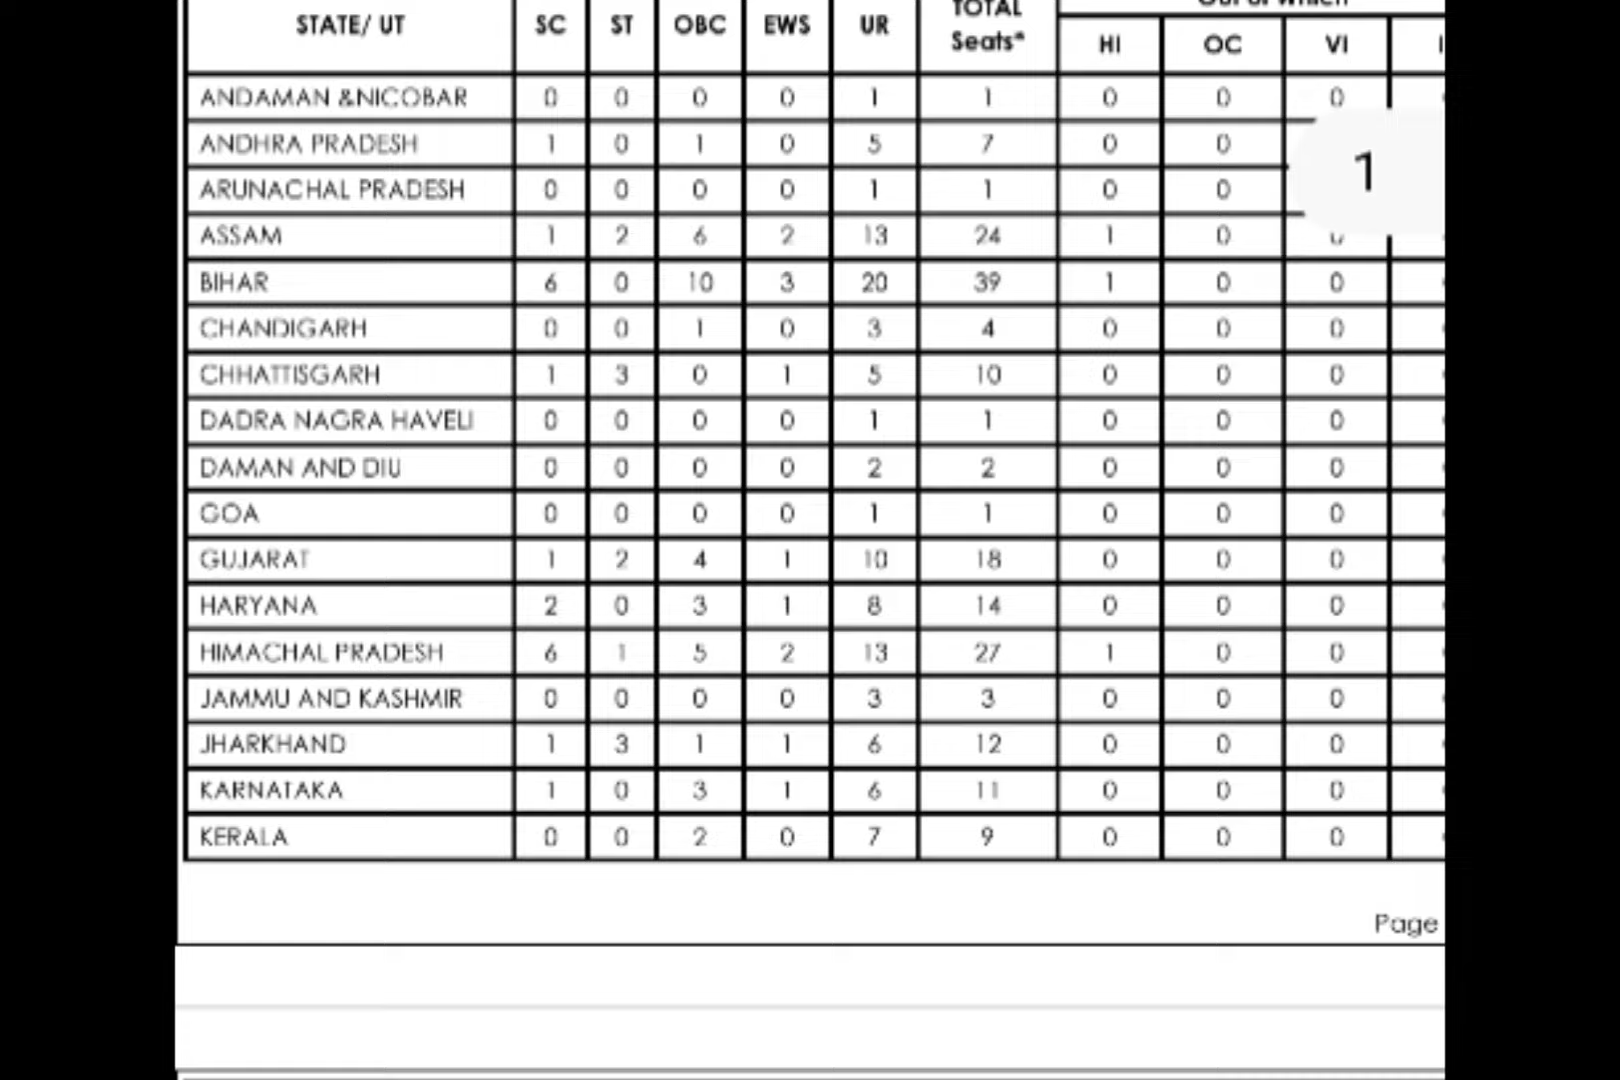 Out of which
STATE/ UT SC ST OBC EWS UR TOTAL Seats* HI OC VI
ANDAMAN &NICOBAR 0 0 0 0 1 1 0 0 0
ANDHRA PRADESH 1 0 1 0 5 7 0 0
1
ARUNACHAL PRADESH 0 0 0 0 1 1 0 0
ASSAM 1 2 6 2 13 24 1 0
BIHAR 6 0 10 3 20 39 1 0 0
CHANDIGARH 0 0 1 0 3 4 0 0 0
CHHATTISGARH 1 3 0 1 5 10 0 0 0
DADRA NAGRA HAVELI 0 0 0 0 1 1 0 0 0
DAMAN AND DIU 0 0 0 0 2 2 0 0 0
GOA 0 0 0 0 1 1 0 0 0
GUJARAT 1 2 4 1 10 18 0 0 0
HARYANA 2 0 3 1 8 14 0 0 0
HIMACHAL PRADESH 6 1 5 2 13 27 1 0 0
JAMMU AND KASHMIR 0 0 0 0 3 3 0 0 0
JHARKHAND 1 3 1 1 6 12 0 0 0
KARNATAKA 1 0 3 1 6 11 0 0 0
KERALA 0 0 2 0 7 9 0 0 0
Page